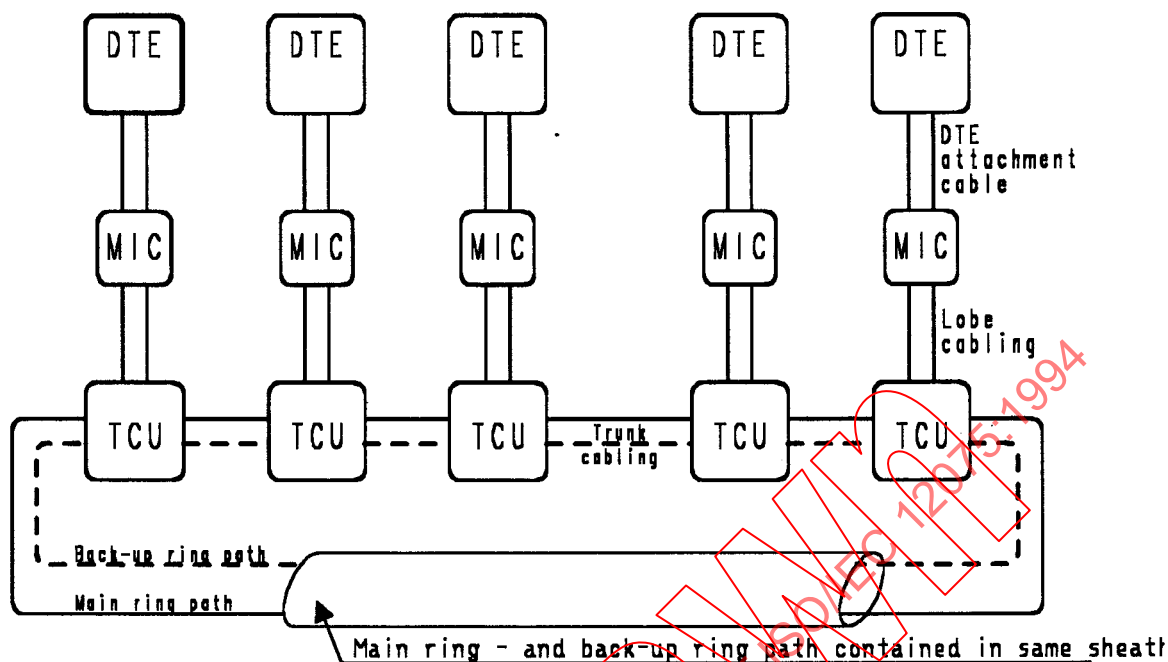 DTE DTE DTE DTE DTE
DTE
attachment
cable
MIC MIC MIC MIC MIC
Lobe
cabling
TCU TCU TCU TCU TCU
Trunk
cabling
Back-up ring path
Main ring path
Main ring - and back-up ring path contained in same sheath
ISO/IEC 12075:1994